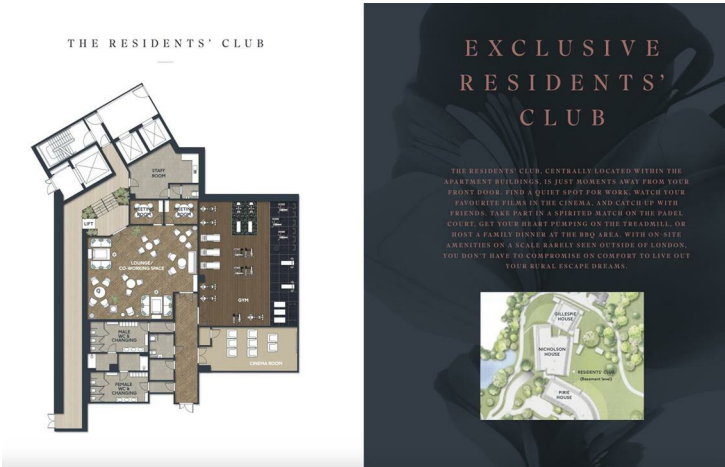 THE RESIDENTS' CLUB
STAFF
ROOM
LIFT
LOUNGE/
CO-WORKING SPACE
GYM
MALE
WC &
CHANGING
CINEMA ROOM
FEMALE
WC &
CHANGING
EXCLUSIVE
RESIDENTS'
CLUB
THE RESIDENTS' CLUB, CENTRALLY LOCATED WITHIN THE
APARTMENT BUILDINGS, IS JUST MOMENTS AWAY FROM YOUR
FRONT DOOR. FIND A QUIET SPOT FOR WORK, WATCH YOUR
FAVOURITE FILMS IN THE CINEMA, AND CATCH UP WITH
FRIENDS. TAKE PART IN A SPIRITED MATCH ON THE PADEL
COURT, GET YOUR HEART PUMPING ON THE TREADMILL, OR
HOST A FAMILY DINNER AT THE BBQ AREA. WITH ON-SITE
AMENITIES ON A SCALE RARELY SEEN OUTSIDE OF LONDON,
YOU DON'T HAVE TO COMPROMISE ON COMFORT TO LIVE OUT
YOUR RURAL ESCAPE DREAMS.
GILLESPIE
HOUSE
NICHOLSON
HOUSE
RESIDENTS' CLUB
(Basement level)
PIRIE
HOUSE